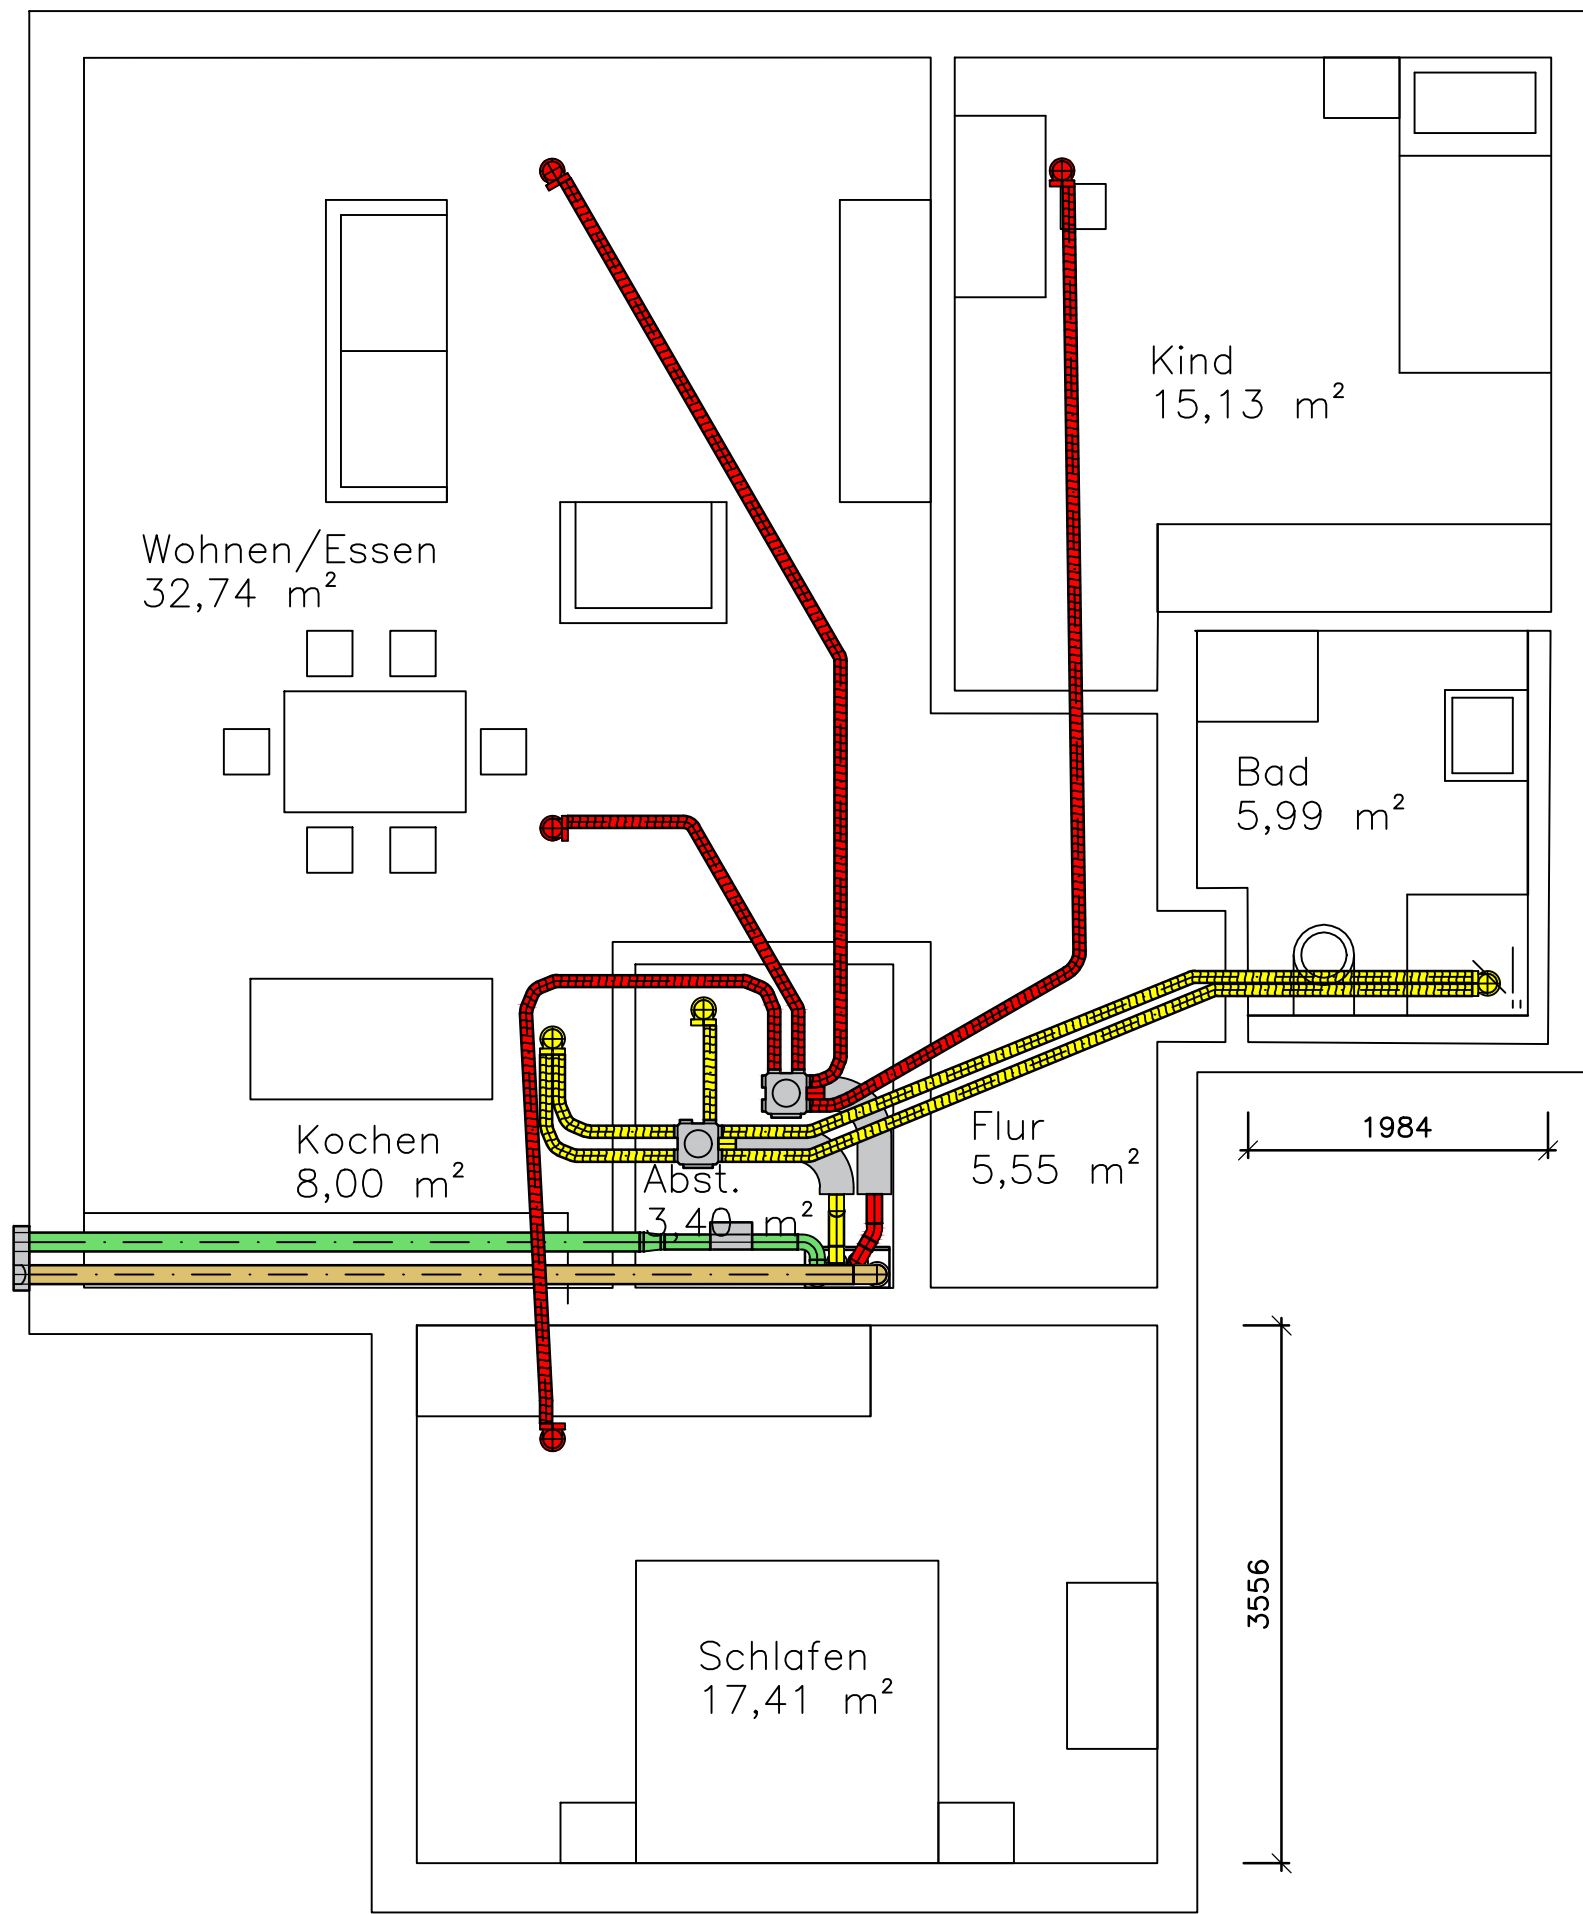 Kind
15,13 m²
Wohnen/Essen
32,74 m²
Bad
5,99 m²
Flur
5,55 m²
1984
Kochen
8,00 m²
Abst.
3,40 m²
3556
Schlafen
17,41 m²